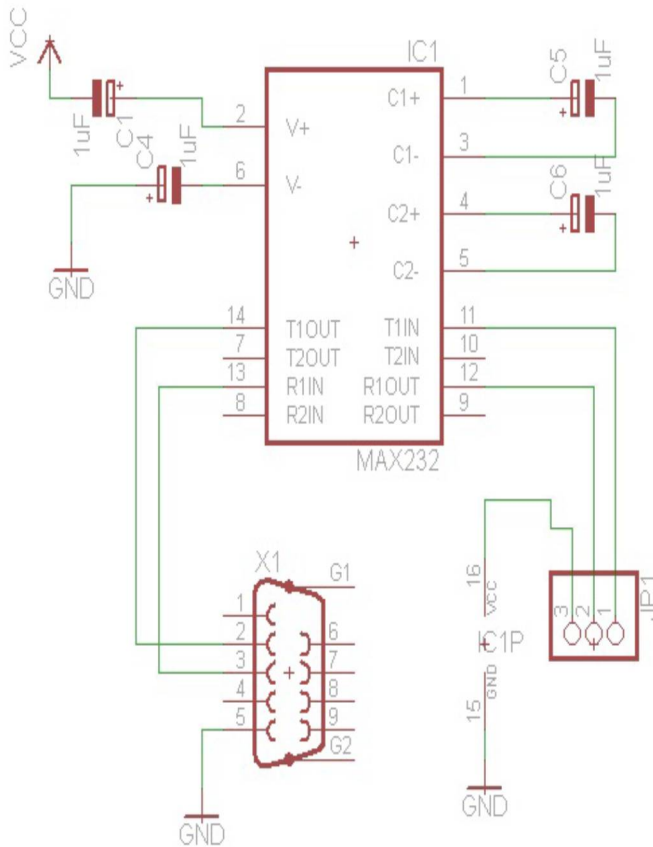 VCC
1uF
C1
+
C4
1uF
+
GND
IC1
2 V+
6 V-
C1+ 1
C1- 3
C2+ 4
C2- 5
C5
1uF
+
C6
1uF
+
14 T1OUT
7 T2OUT
13 R1IN
8 R2IN
T1IN 11
T2IN 10
R1OUT 12
R2OUT 9
MAX232
X1
G1
1
2
3
4
5
6
7
8
9
G2
GND
16
VCC
IC1P
GND
15
GND
3
2
1
JP1